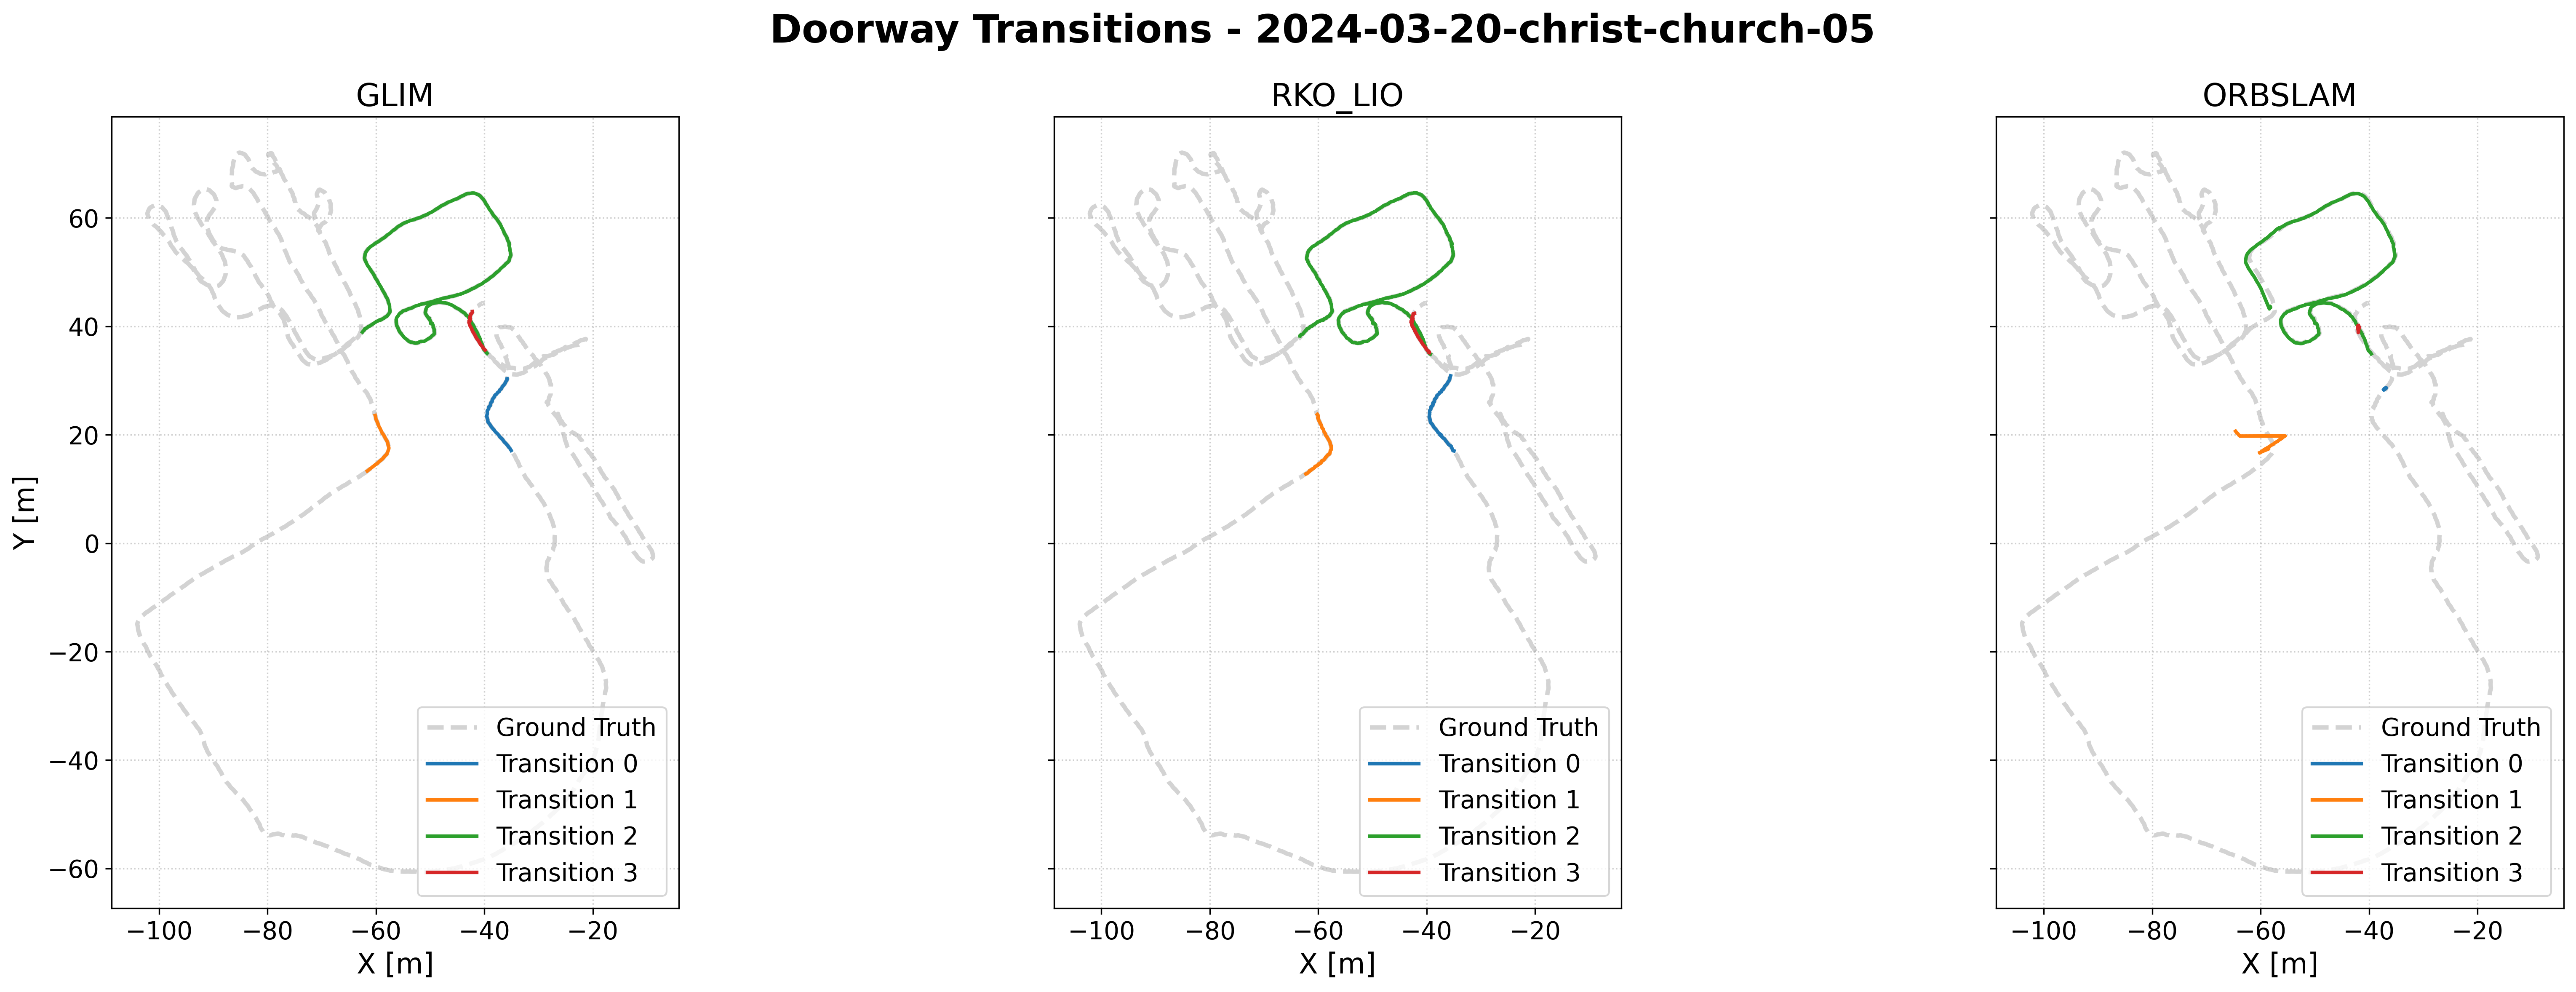 Doorway Transitions - 2024-03-20-christ-church-05
GLIM
60
40
20
0
−20
−40
−60
Y [m]
−100
−80
−60
−40
−20
X [m]
Ground Truth
Transition 0
Transition 1
Transition 2
Transition 3
RKO_LIO
−100
−80
−60
−40
−20
X [m]
Ground Truth
Transition 0
Transition 1
Transition 2
Transition 3
ORBSLAM
−100
−80
−60
−40
−20
X [m]
Ground Truth
Transition 0
Transition 1
Transition 2
Transition 3